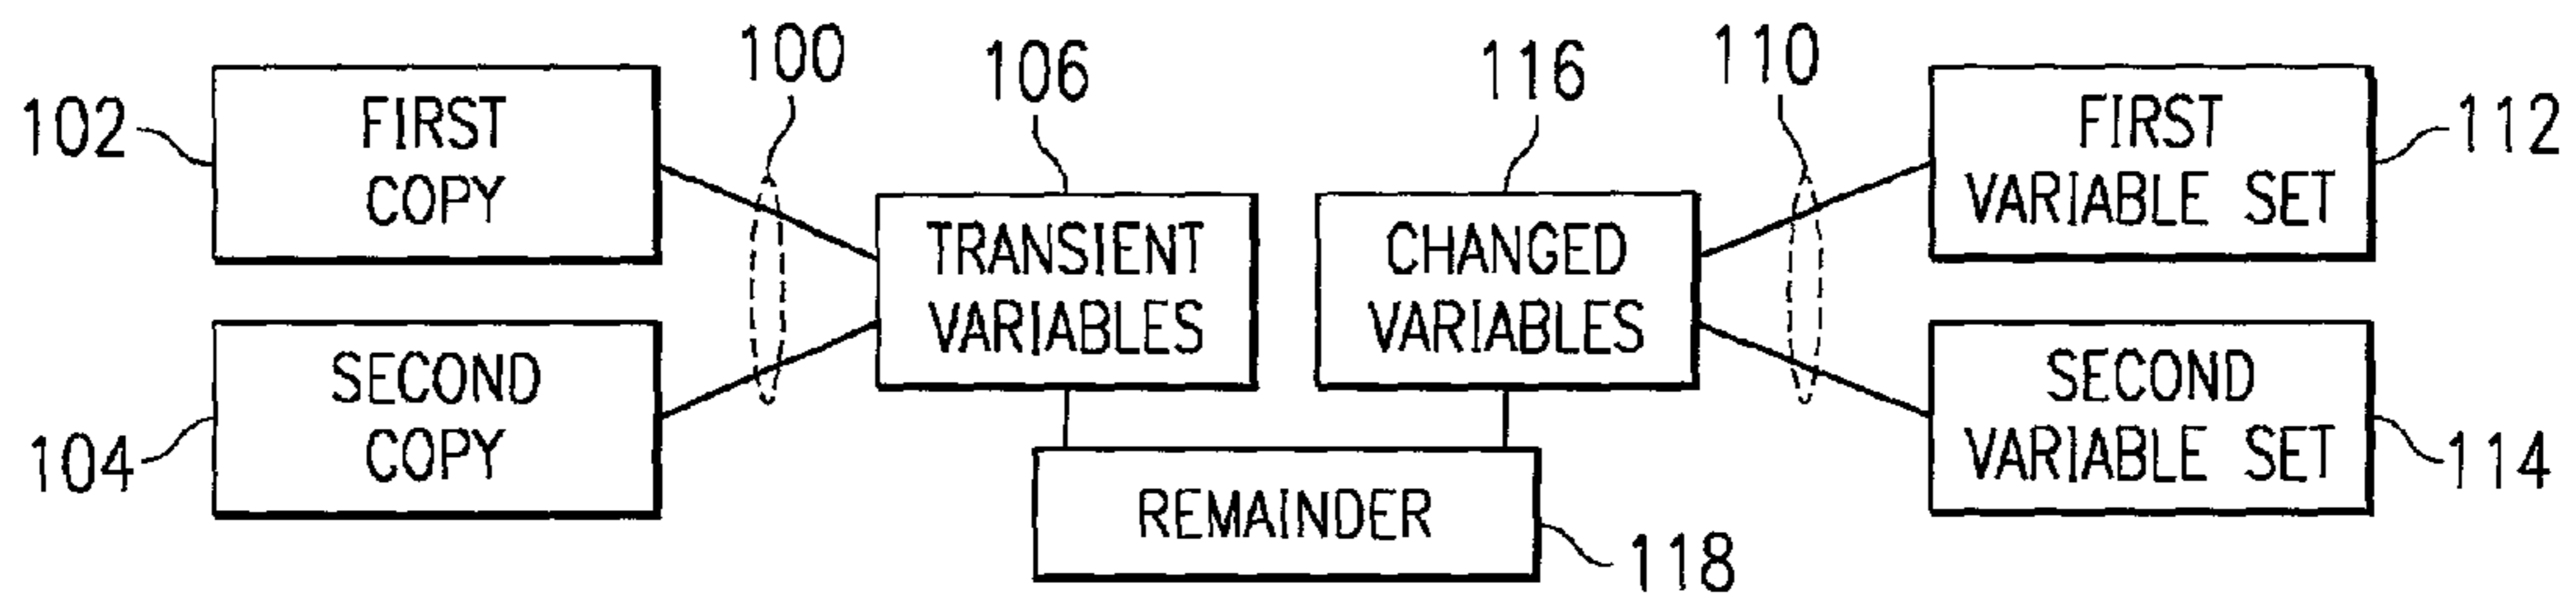 100
106
116
110
102
FIRST
COPY
FIRST
VARIABLE SET
112
TRANSIENT
VARIABLES
CHANGED
VARIABLES
104
SECOND
COPY
SECOND
VARIABLE SET
114
REMAINDER
118